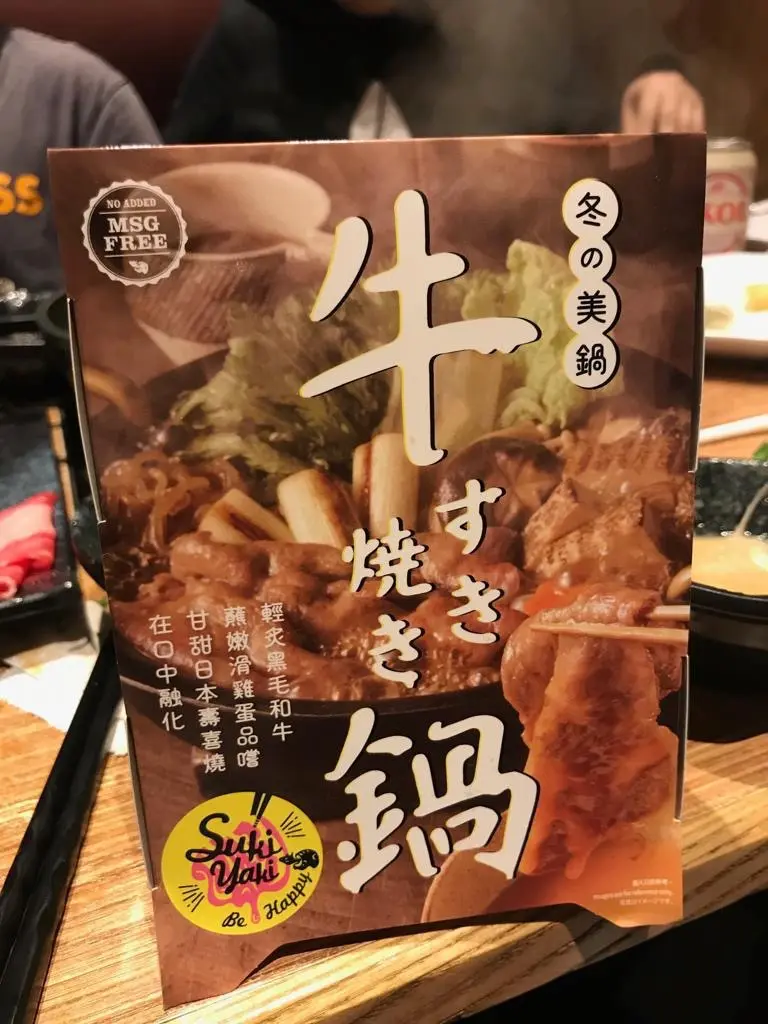 NO ADDED
MSG
FREE
冬の美鍋
牛
すき
焼き
鍋
輕炙黑毛和牛
蘸嫩滑雞蛋品嚐
甘甜日本壽喜燒
在口中融化
Suki
Yaki
Be Happy
SS